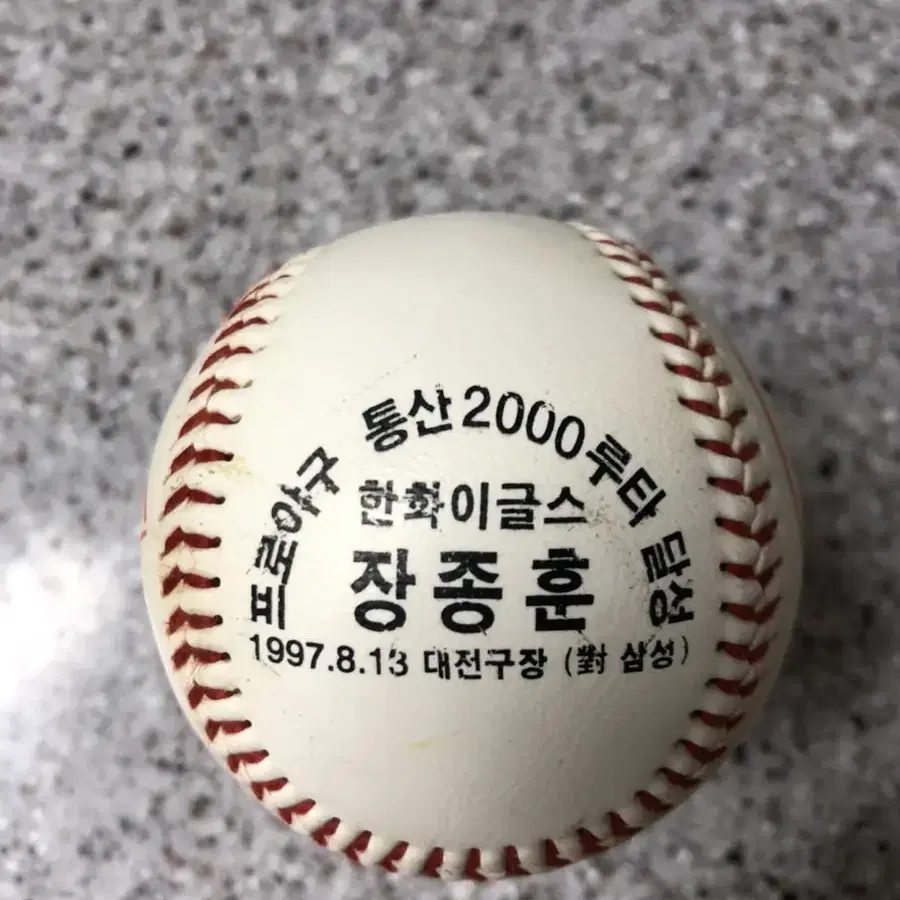 프로야구 통산2000루타 달성
한화이글스
장종훈
1997.8.13 대전구장 (對 삼성)